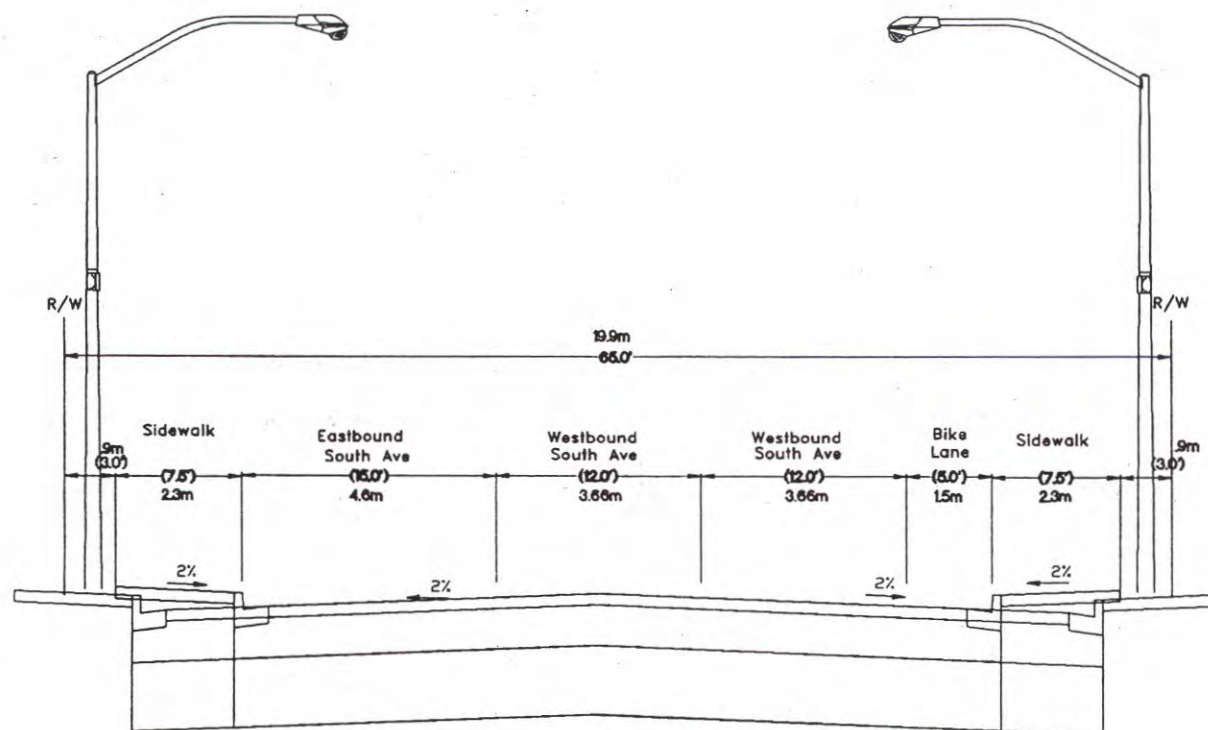 R/W
R/W
19.9m
65.0'
Sidewalk
Eastbound
South Ave
Westbound
South Ave
Westbound
South Ave
Bike
Lane
Sidewalk
.9m
(3.0')
(7.5')
2.3m
(15.0')
4.6m
(12.0')
3.66m
(12.0')
3.66m
(5.0')
1.5m
(7.5')
2.3m
.9m
(3.0')
2%
2%
2%
2%